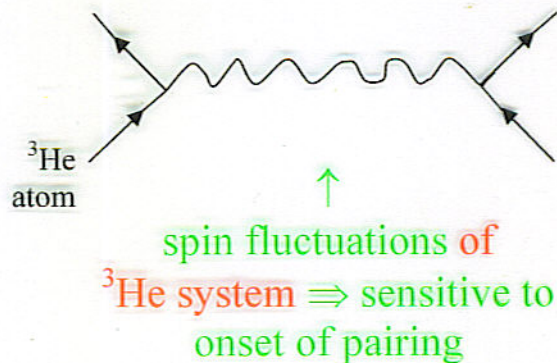 ³He
atom
↑
spin fluctuations of
³He system ⇒ sensitive to
onset of pairing